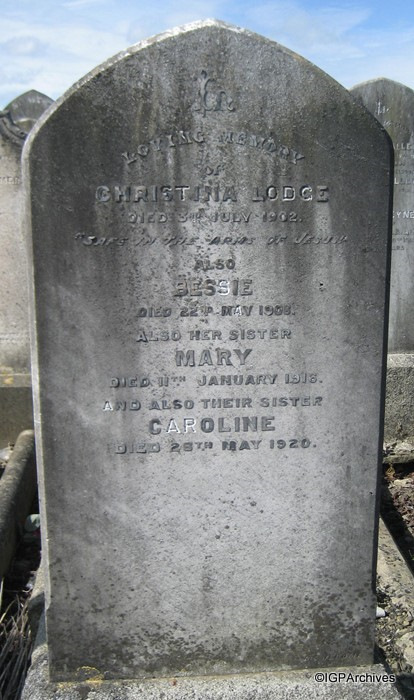 In
LOVING MEMORY
OF
CHRISTINA LODGE
DIED 3RD JULY 1902.
"SAFE IN THE ARMS OF JESUS"
ALSO
BESSIE
DIED 22ND MAY 1908.
ALSO HER SISTER
MARY
DIED 11TH JANUARY 1918.
AND ALSO THEIR SISTER
CAROLINE
DIED 28TH MAY 1920.
©IGPArchives